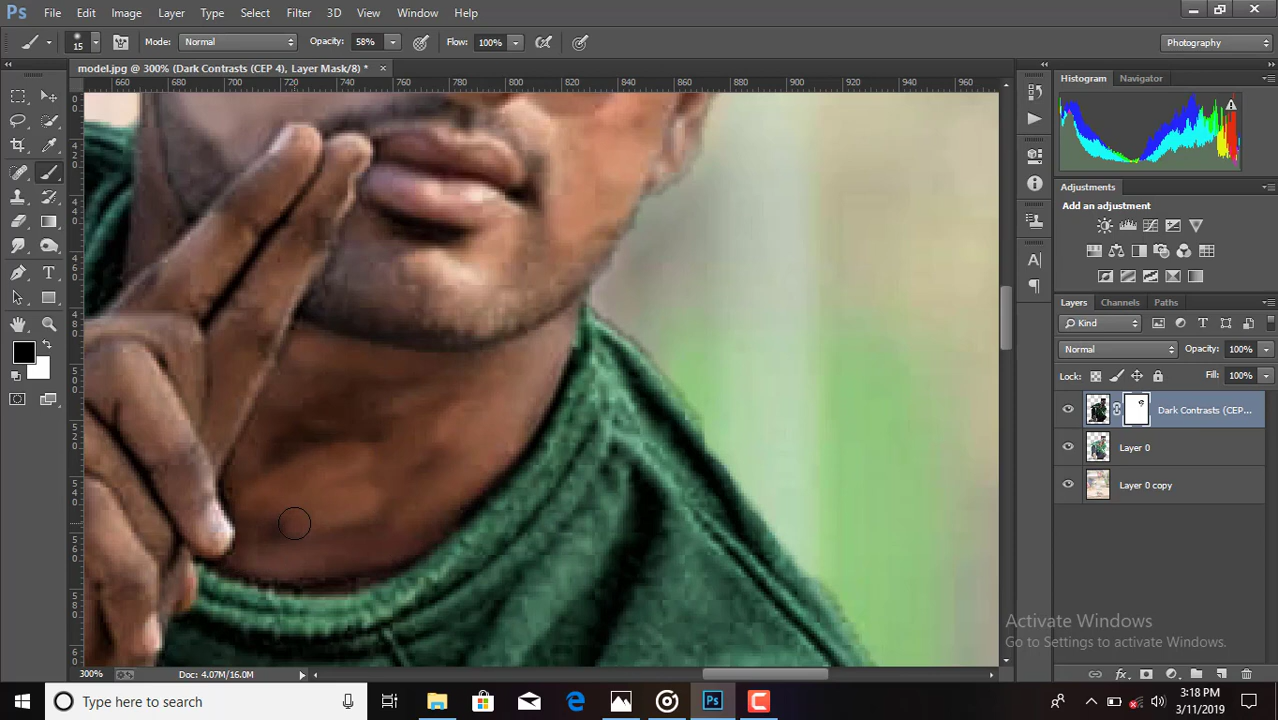 Ps File Edit Image Layer Type Select Filter 3D View Window Help
15 Mode: Normal Opacity: 58% Flow: 100% Photography
model.jpg @ 300% (Dark Contrasts (CEP 4), Layer Mask/8) *
660 680 700 720 740 760 780 800 820 840 860 880 900 920 940 960
Histogram Navigator
Adjustments
Add an adjustment
Layers Channels Paths
Kind
Normal Opacity: 100%
Lock: Fill: 100%
Dark Contrasts (CEP...
Layer 0
Layer 0 copy
Activate Windows
Go to Settings to activate Windows.
300% Doc: 4.07M/16.0M
Type here to search
Ps
3:18 PM
3/11/2019